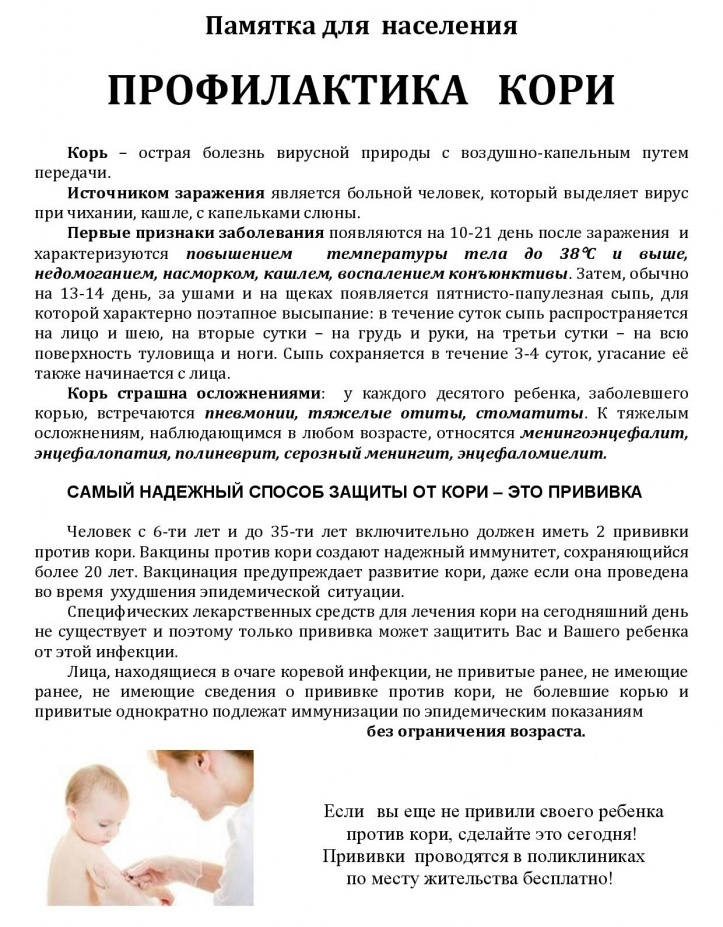 Памятка для населения
ПРОФИЛАКТИКА КОРИ
Корь – острая болезнь вирусной природы с воздушно-капельным путем
передачи.
Источником заражения является больной человек, который выделяет вирус
при чихании, кашле, с капельками слюны.
Первые признаки заболевания появляются на 10-21 день после заражения и
характеризуются повышением температуры тела до 38°С и выше,
недомоганием, насморком, кашлем, воспалением конъюнктивы. Затем, обычно
на 13-14 день, за ушами и на щеках появляется пятнисто-папулезная сыпь, для
которой характерно поэтапное высыпание: в течение суток сыпь распространяется
на лицо и шею, на вторые сутки – на грудь и руки, на третьи сутки – на всю
поверхность туловища и ноги. Сыпь сохраняется в течение 3-4 суток, угасание её
также начинается с лица.
Корь страшна осложнениями: у каждого десятого ребенка, заболевшего
корью, встречаются пневмонии, тяжелые отиты, стоматиты. К тяжелым
осложнениям, наблюдающимся в любом возрасте, относятся менингоэнцефалит,
энцефалопатия, полиневрит, серозный менингит, энцефаломиелит.
САМЫЙ НАДЕЖНЫЙ СПОСОБ ЗАЩИТЫ ОТ КОРИ – ЭТО ПРИВИВКА
Человек с 6-ти лет и до 35-ти лет включительно должен иметь 2 прививки
против кори. Вакцины против кори создают надежный иммунитет, сохраняющийся
более 20 лет. Вакцинация предупреждает развитие кори, даже если она проведена
во время ухудшения эпидемической ситуации.
Специфических лекарственных средств для лечения кори на сегодняшний день
не существует и поэтому только прививка может защитить Вас и Вашего ребенка
от этой инфекции.
Лица, находящиеся в очаге коревой инфекции, не привитые ранее, не имеющие
ранее, не имеющие сведения о прививке против кори, не болевшие корью и
привитые однократно подлежат иммунизации по эпидемическим показаниям
без ограничения возраста.
Если вы еще не привили своего ребенка
против кори, сделайте это сегодня!
Прививки проводятся в поликлиниках
по месту жительства бесплатно!